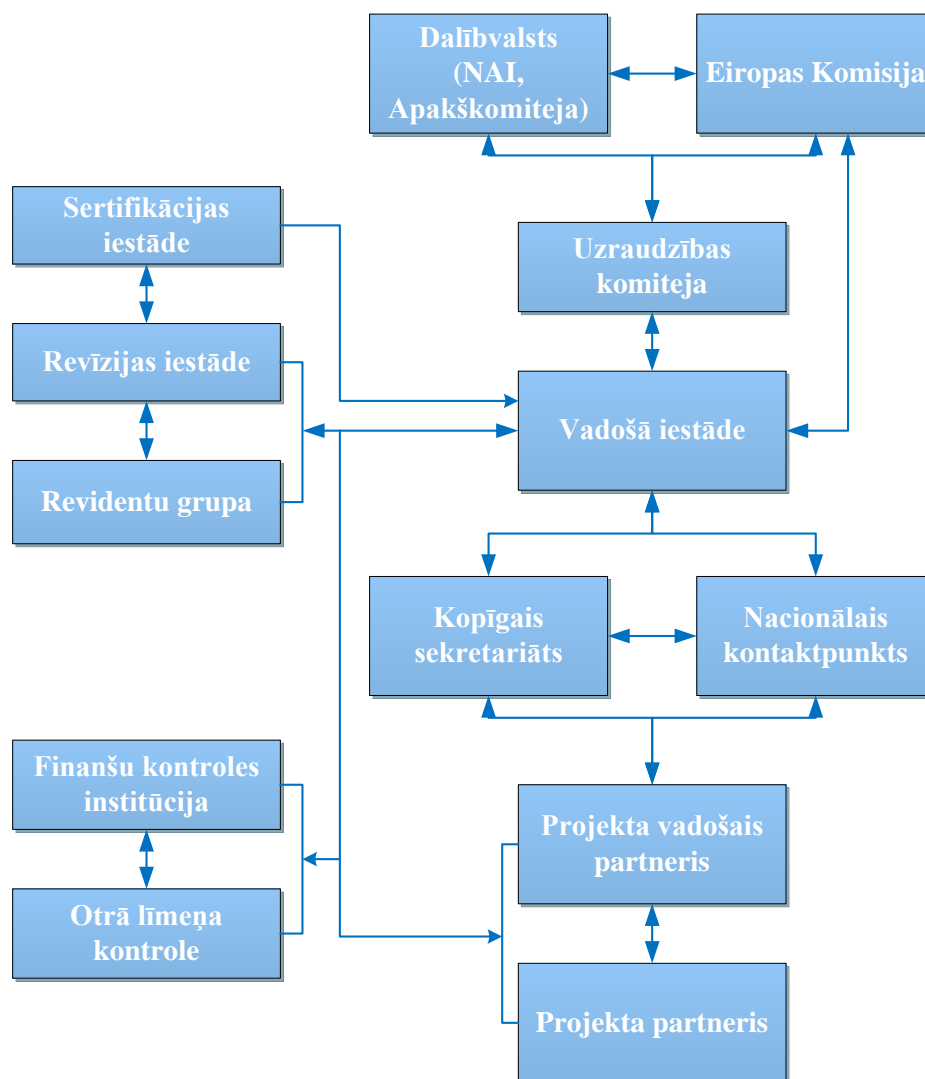 Dalībvalsts
(NAI,
Apakškomiteja)
Eiropas Komisija
Sertifikācijas
iestāde
Uzraudzības
komiteja
Revīzijas iestāde
Vadošā iestāde
Revidentu grupa
Kopīgais
sekretariāts
Nacionālais
kontaktpunkts
Finanšu kontroles
institūcija
Projekta vadošais
partneris
Otrā līmeņa
kontrole
Projekta partneris